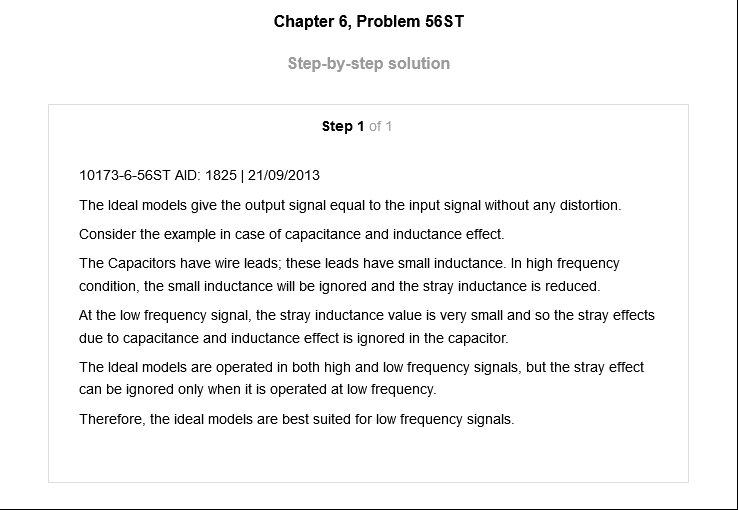 Chapter 6, Problem 56ST
Step-by-step solution
Step 1 of 1
10173-6-56ST AID: 1825 | 21/09/2013
The Ideal models give the output signal equal to the input signal without any distortion.
Consider the example in case of capacitance and inductance effect.
The Capacitors have wire leads; these leads have small inductance. In high frequency
condition, the small inductance will be ignored and the stray inductance is reduced.
At the low frequency signal, the stray inductance value is very small and so the stray effects
due to capacitance and inductance effect is ignored in the capacitor.
The Ideal models are operated in both high and low frequency signals, but the stray effect
can be ignored only when it is operated at low frequency.
Therefore, the ideal models are best suited for low frequency signals.